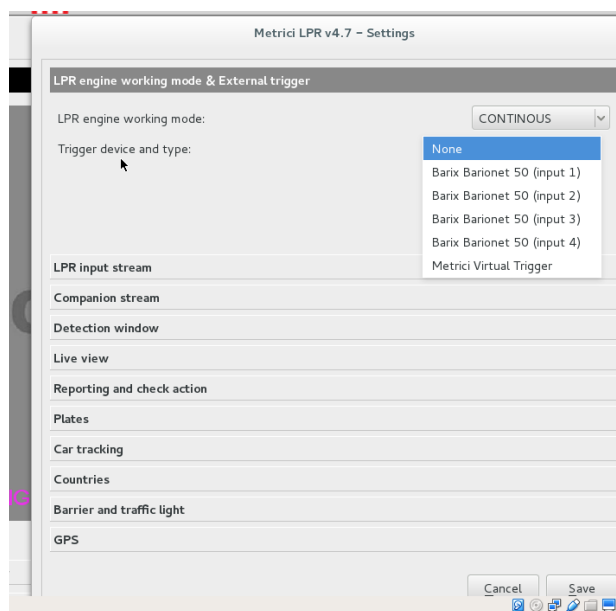 Metrici LPR v4.7 – Settings
LPR engine working mode & External trigger
LPR engine working mode:
CONTINOUS
Trigger device and type:
None
Barix Barionet 50 (input 1)
Barix Barionet 50 (input 2)
Barix Barionet 50 (input 3)
Barix Barionet 50 (input 4)
Metrici Virtual Trigger
LPR input stream
Companion stream
Detection window
Live view
Reporting and check action
Plates
Car tracking
Countries
Barrier and traffic light
GPS
Cancel
Save